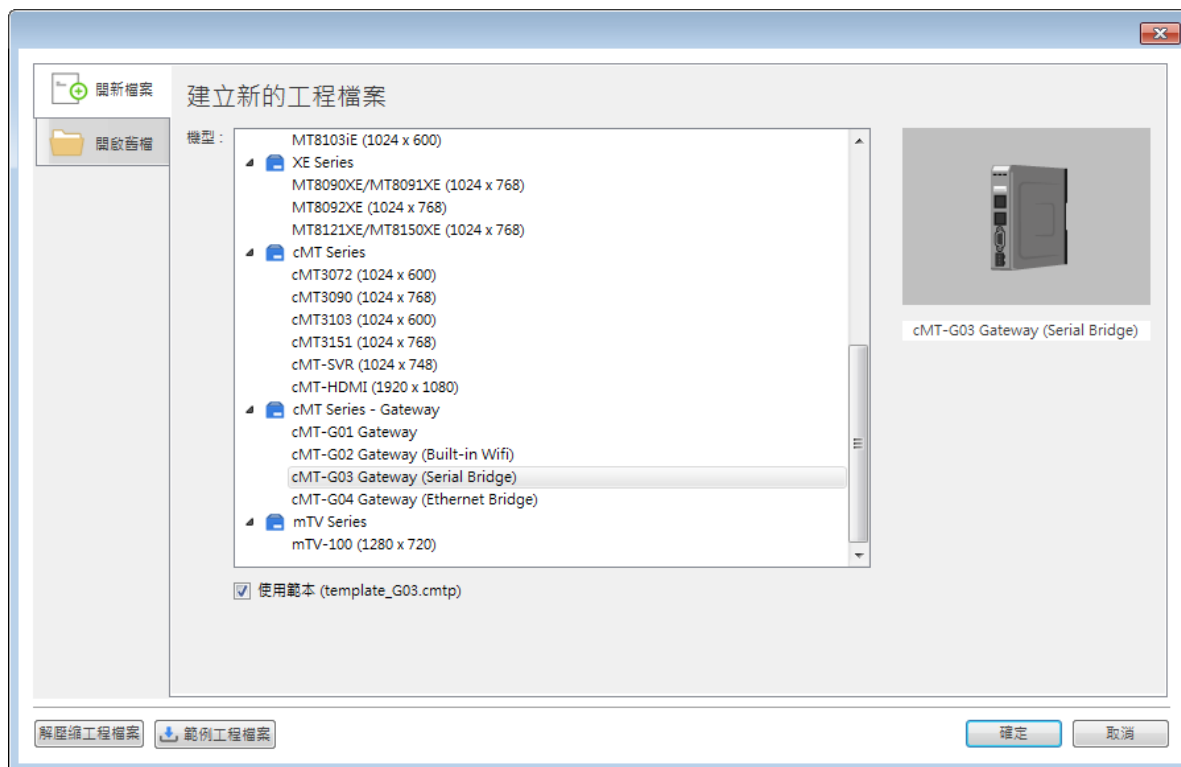 開新檔案
開啟舊檔
建立新的工程檔案
機型：
MT8103iE (1024 x 600)
XE Series
MT8090XE/MT8091XE (1024 x 768)
MT8092XE (1024 x 768)
MT8121XE/MT8150XE (1024 x 768)
cMT Series
cMT3072 (1024 x 600)
cMT3090 (1024 x 768)
cMT3103 (1024 x 600)
cMT3151 (1024 x 768)
cMT-SVR (1024 x 748)
cMT-HDMI (1920 x 1080)
cMT Series - Gateway
cMT-G01 Gateway
cMT-G02 Gateway (Built-in Wifi)
cMT-G03 Gateway (Serial Bridge)
cMT-G04 Gateway (Ethernet Bridge)
mTV Series
mTV-100 (1280 x 720)
cMT-G03 Gateway (Serial Bridge)
使用範本 (template_G03.cmtp)
解壓缩工程檔案
範例工程檔案
確定
取消